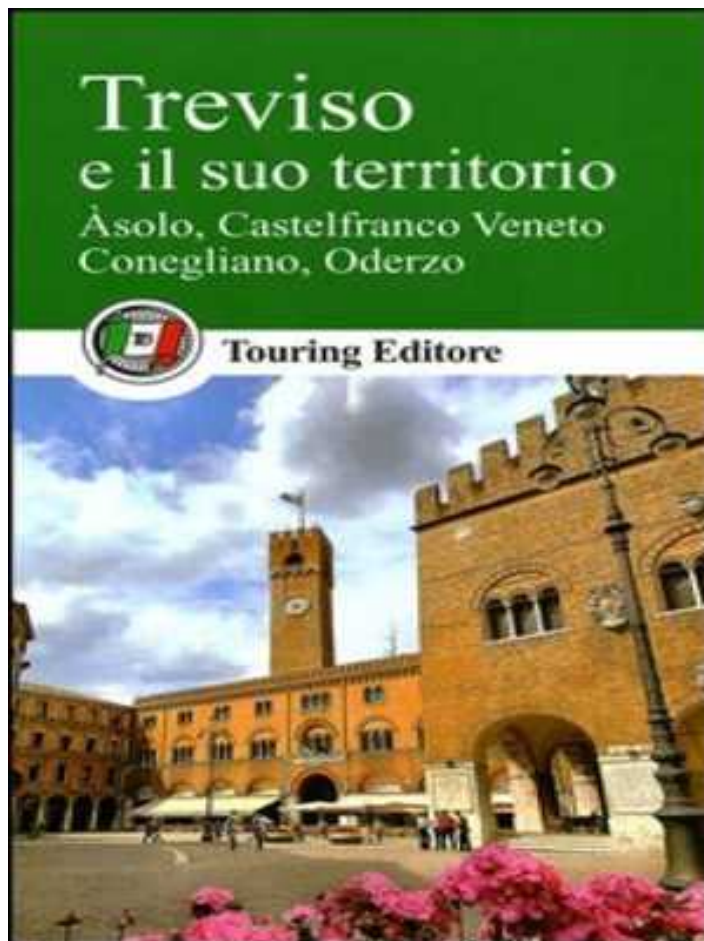 Treviso
e il suo territorio
Àsolo, Castelfranco Veneto
Conegliano, Oderzo
Touring Editore